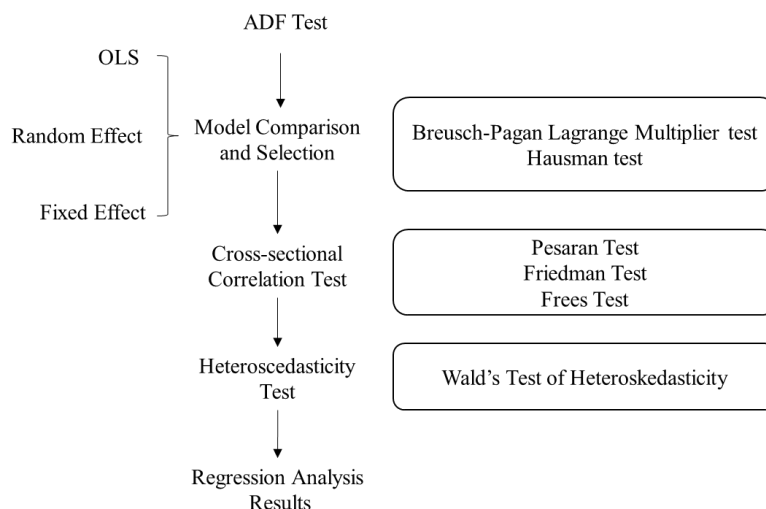 ADF Test
OLS
Random Effect
Fixed Effect
Model Comparison
and Selection
Breusch-Pagan Lagrange Multiplier test
Hausman test
Cross-sectional
Correlation Test
Pesaran Test
Friedman Test
Frees Test
Heteroscedasticity
Test
Wald’s Test of Heteroskedasticity
Regression Analysis
Results